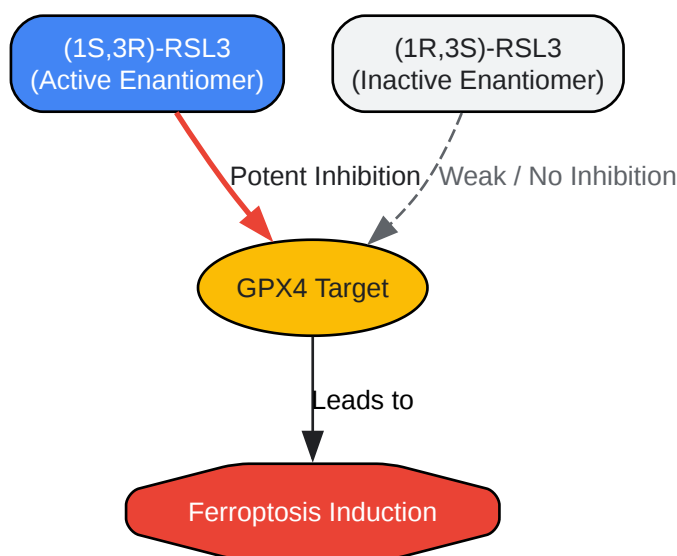 (1S,3R)-RSL3
(Active Enantiomer)
(1R,3S)-RSL3
(Inactive Enantiomer)
Potent Inhibition
Weak / No Inhibition
GPX4 Target
Leads to
Ferroptosis Induction